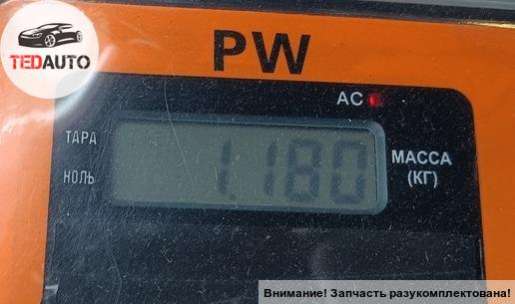 TEDAUTO
PW
AC
ТАРА
НОЛЬ
1.180
МАССА
(КГ)
Внимание! Запчасть разукомплектована!